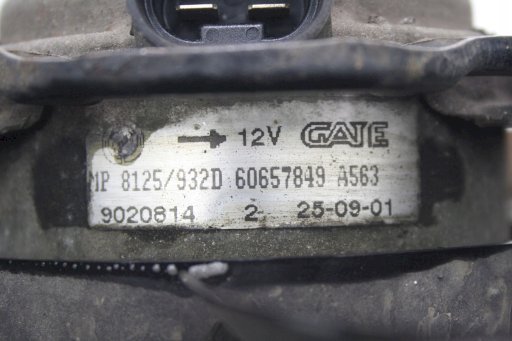 12V GATE
MP 8125/932D 60657849 A563
9020814 2 25-09-01